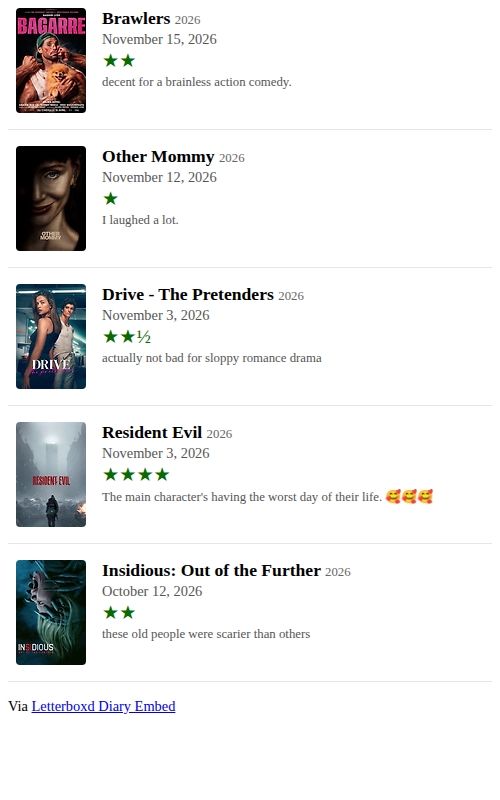 BAGARRE
Brawlers 2026
November 15, 2026
★★
decent for a brainless action comedy.
OTHER
MOMMY
Other Mommy 2026
November 12, 2026
★
I laughed a lot.
DRIVE
Drive - The Pretenders 2026
November 3, 2026
★★½
actually not bad for sloppy romance drama
RESIDENT EVIL
Resident Evil 2026
November 3, 2026
★★★★
The main character's having the worst day of their life. 🥰🥰🥰
INSIDIOUS
Insidious: Out of the Further 2026
October 12, 2026
★★
these old people were scarier than others
Via Letterboxd Diary Embed